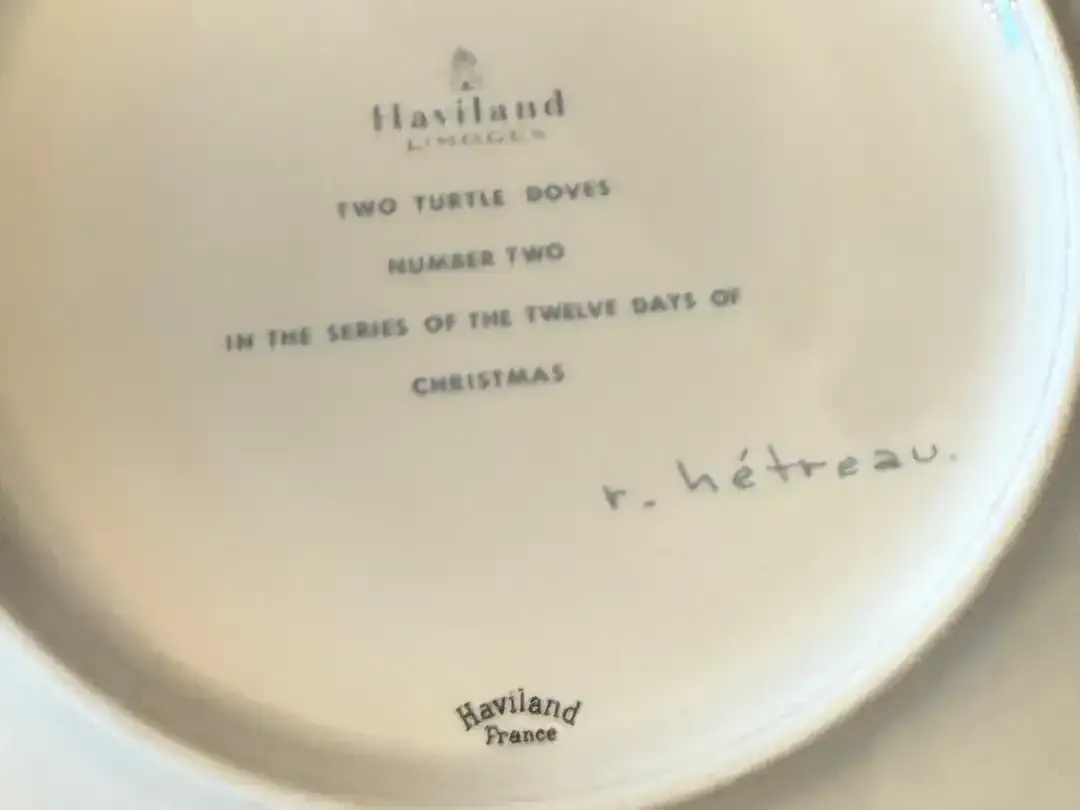 Haviland
LIMOGES
TWO TURTLE DOVES
NUMBER TWO
IN THE SERIES OF THE TWELVE DAYS OF
CHRISTMAS
r. hétreau.
Haviland
France